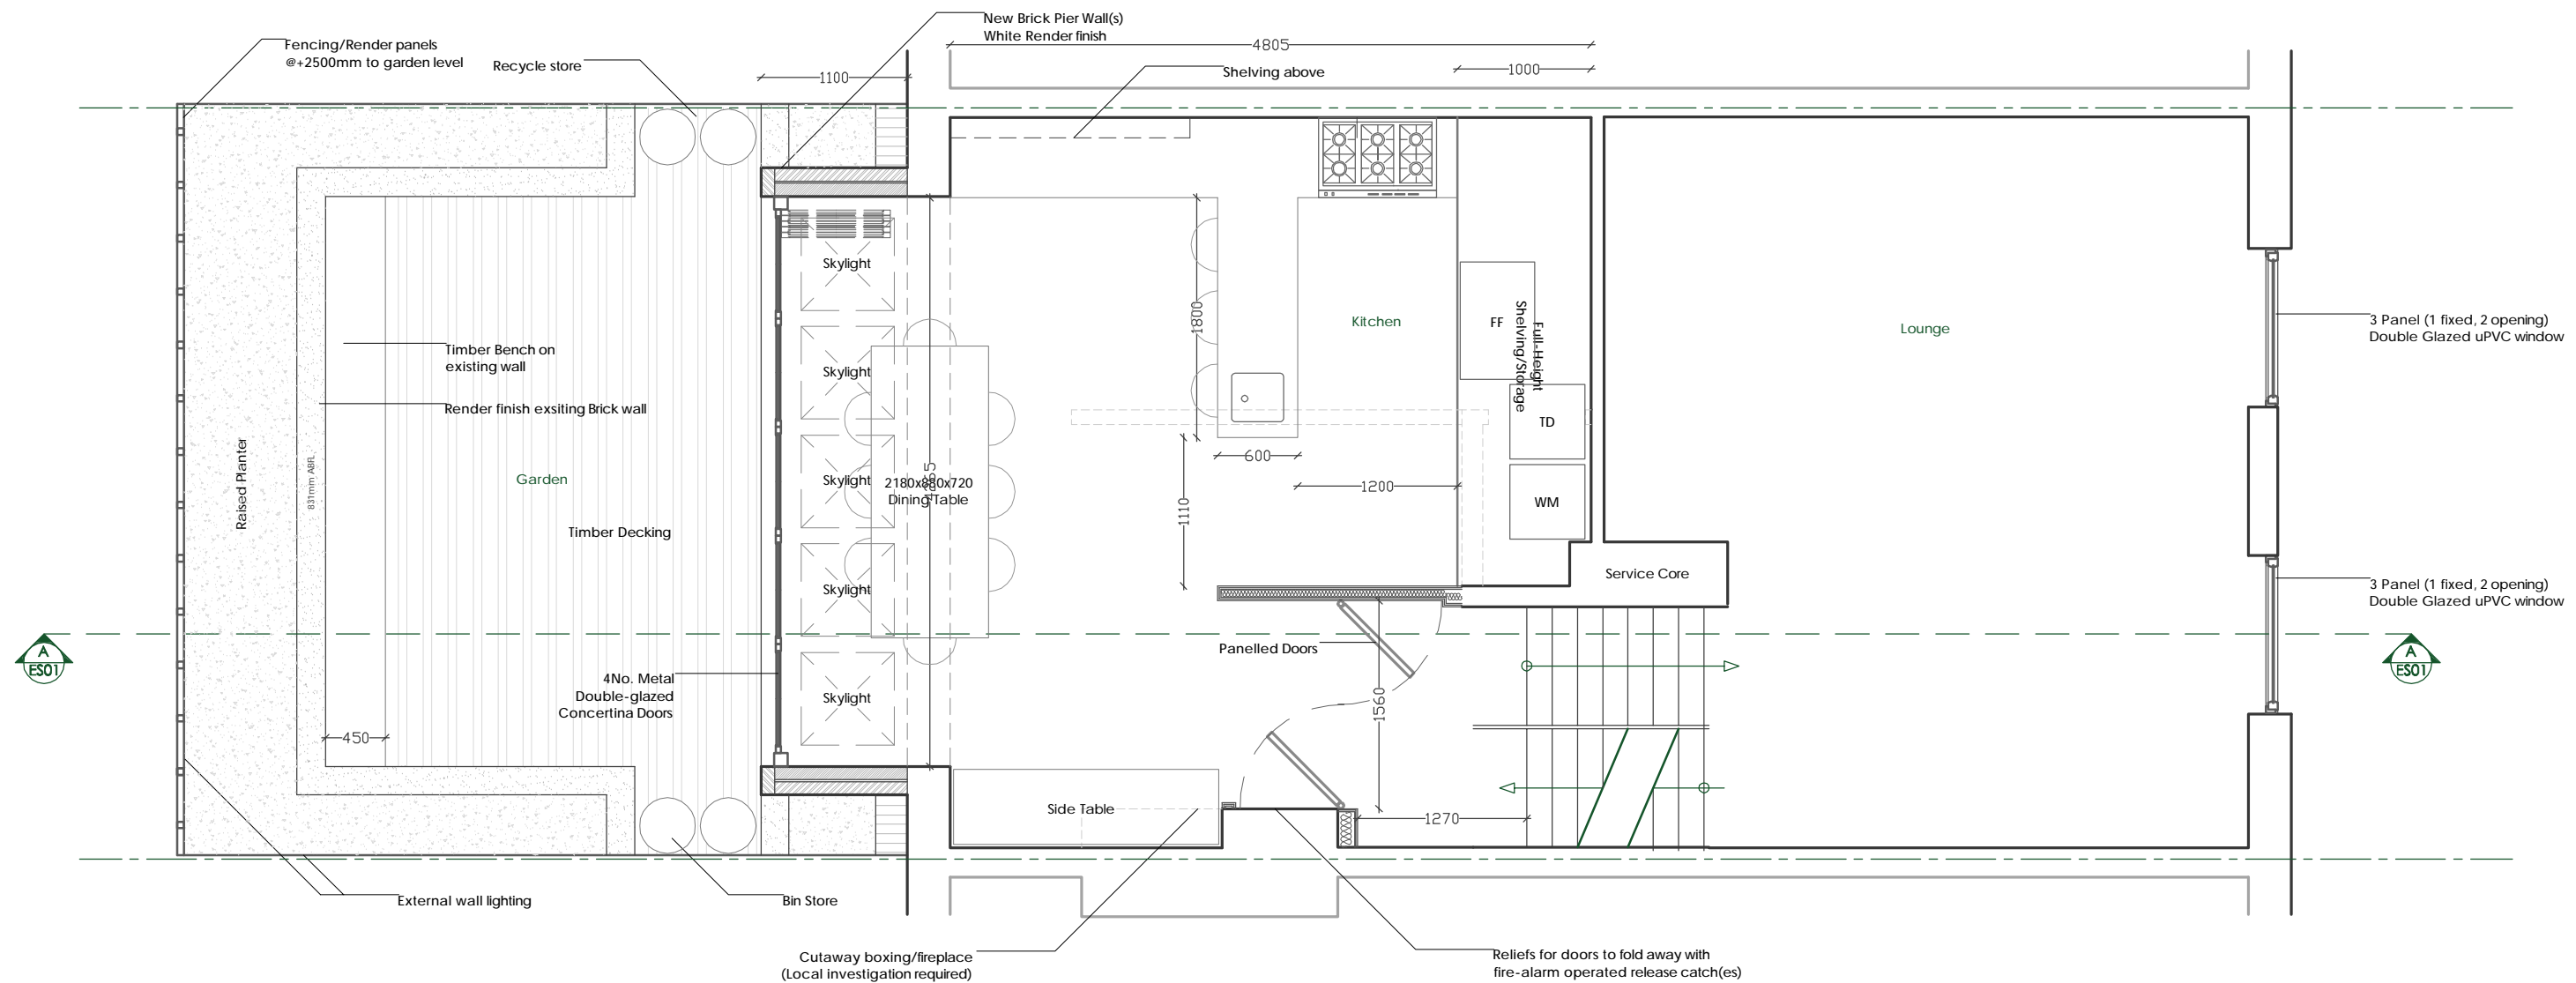 New Brick Pier Wall(s)
White Render finish
Fencing/Render panels
@+2500mm to garden level
Recycle store
4805
1100
Shelving above
1000
Skylight
Skylight
Skylight
Skylight
Skylight
1800
Kitchen
FF
Full-Height
Shelving/Storage
TD
WM
Lounge
3 Panel (1 fixed, 2 opening)
Double Glazed uPVC window
Timber Bench on
existing wall
Render finish exsiting Brick wall
Raised Planter
831mm ABFL
Garden
Timber Decking
2180x880x720
Dining Table
600
1200
1110
Service Core
3 Panel (1 fixed, 2 opening)
Double Glazed uPVC window
A
ES01
A
ES01
Panelled Doors
1560
4No. Metal
Double-glazed
Concertina Doors
450
Side Table
1270
External wall lighting
Bin Store
Cutaway boxing/fireplace
(Local investigation required)
Reliefs for doors to fold away with
fire-alarm operated release catch(es)